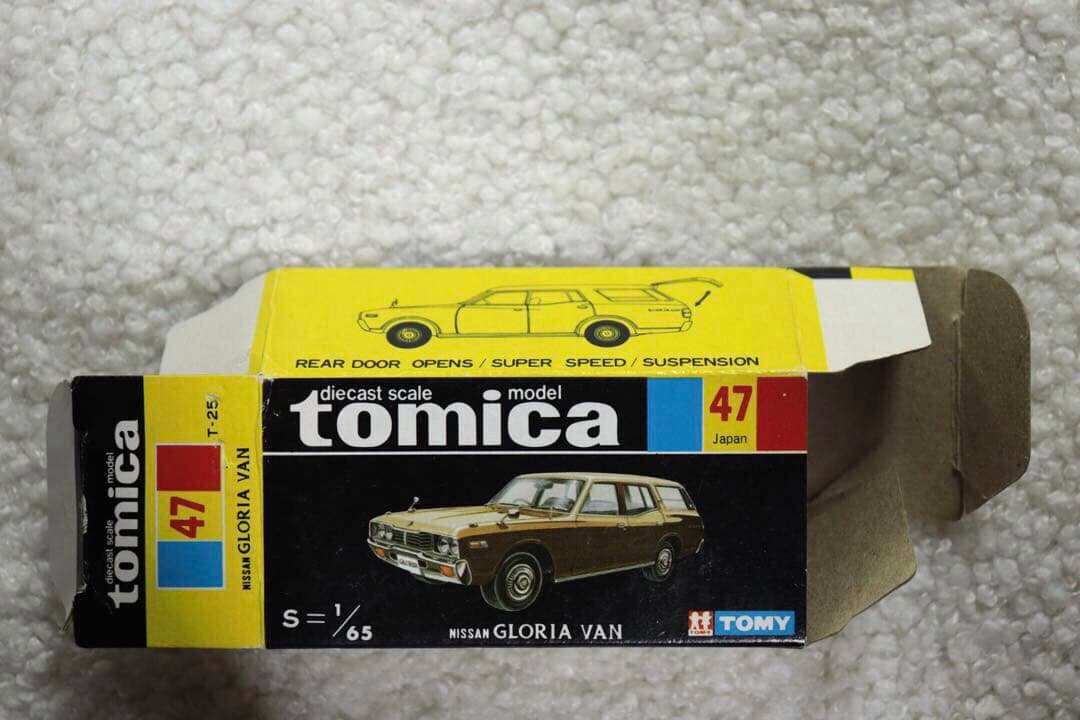 REAR DOOR OPENS / SUPER SPEED / SUSPENSION
diecast scale model
tomica
47
Japan
S = 1/65
NISSAN GLORIA VAN
TOMY
TOMY
diecast scale model
tomica
47
T-25
NISSAN GLORIA VAN